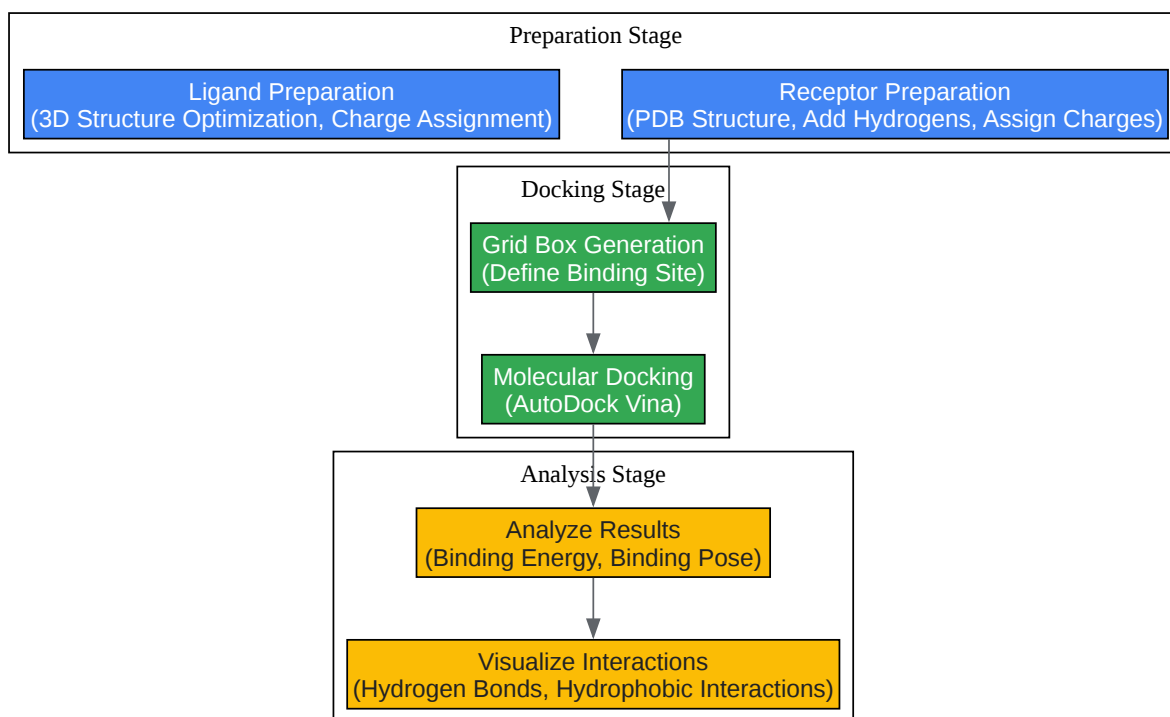 Preparation Stage
Ligand Preparation
(3D Structure Optimization, Charge Assignment)
Receptor Preparation
(PDB Structure, Add Hydrogens, Assign Charges)
Docking Stage
Grid Box Generation
(Define Binding Site)
Molecular Docking
(AutoDock Vina)
Analysis Stage
Analyze Results
(Binding Energy, Binding Pose)
Visualize Interactions
(Hydrogen Bonds, Hydrophobic Interactions)